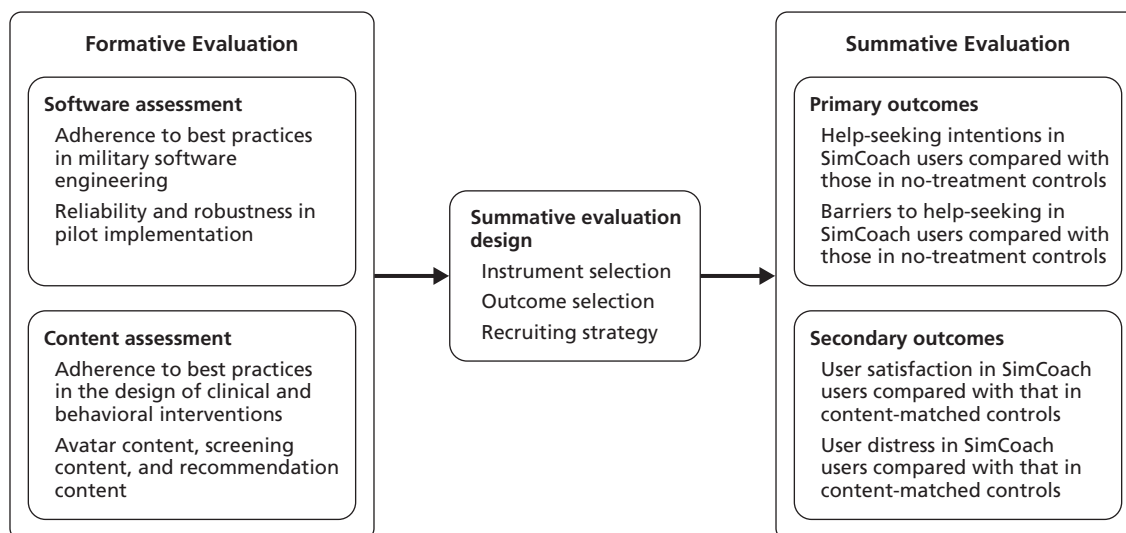 Formative Evaluation
Software assessment
Adherence to best practices
in military software
engineering
Reliability and robustness in
pilot implementation
Content assessment
Adherence to best practices
in the design of clinical and
behavioral interventions
Avatar content, screening
content, and recommendation
content
Summative evaluation
design
Instrument selection
Outcome selection
Recruiting strategy
Summative Evaluation
Primary outcomes
Help-seeking intentions in
SimCoach users compared with
those in no-treatment controls
Barriers to help-seeking in
SimCoach users compared with
those in no-treatment controls
Secondary outcomes
User satisfaction in SimCoach
users compared with that in
content-matched controls
User distress in SimCoach
users compared with that in
content-matched controls